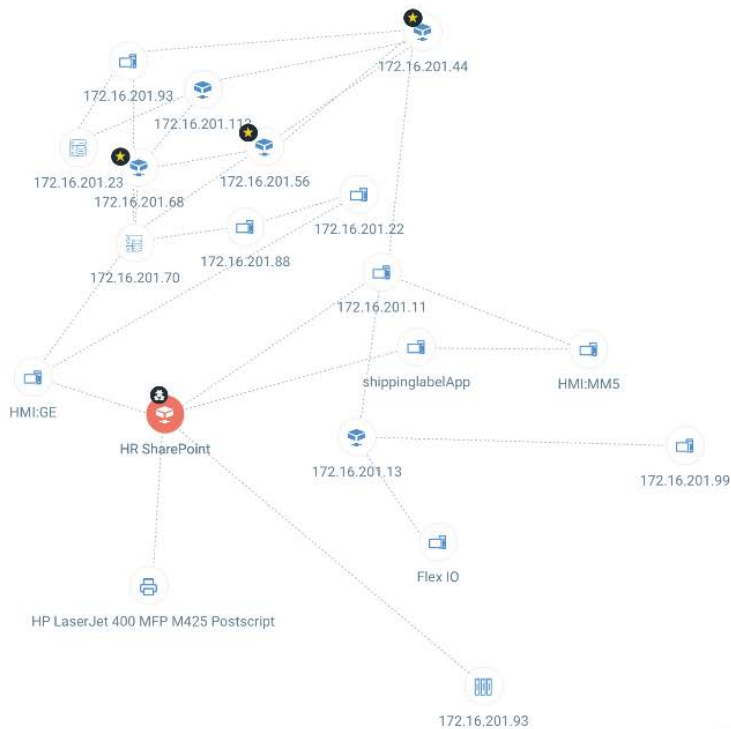 172.16.201.44
172.16.201.93
172.16.201.113
172.16.201.23
172.16.201.56
172.16.201.68
172.16.201.22
172.16.201.88
172.16.201.70
172.16.201.11
shippinglabelApp
HMI:MM5
HMI:GE
HR SharePoint
172.16.201.13
172.16.201.99
Flex IO
HP LaserJet 400 MFP M425 Postscript
172.16.201.93